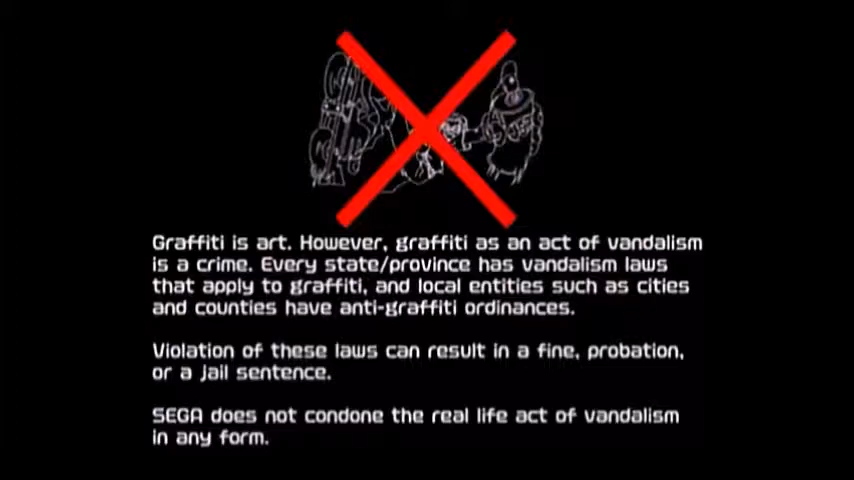 Graffiti is art. However, graffiti as an act of vandalism
is a crime. Every state/province has vandalism laws
that apply to graffiti, and local entities such as cities
and counties have anti-graffiti ordinances.
Violation of these laws can result in a fine, probation,
or a jail sentence.
SEGA does not condone the real life act of vandalism
in any form.